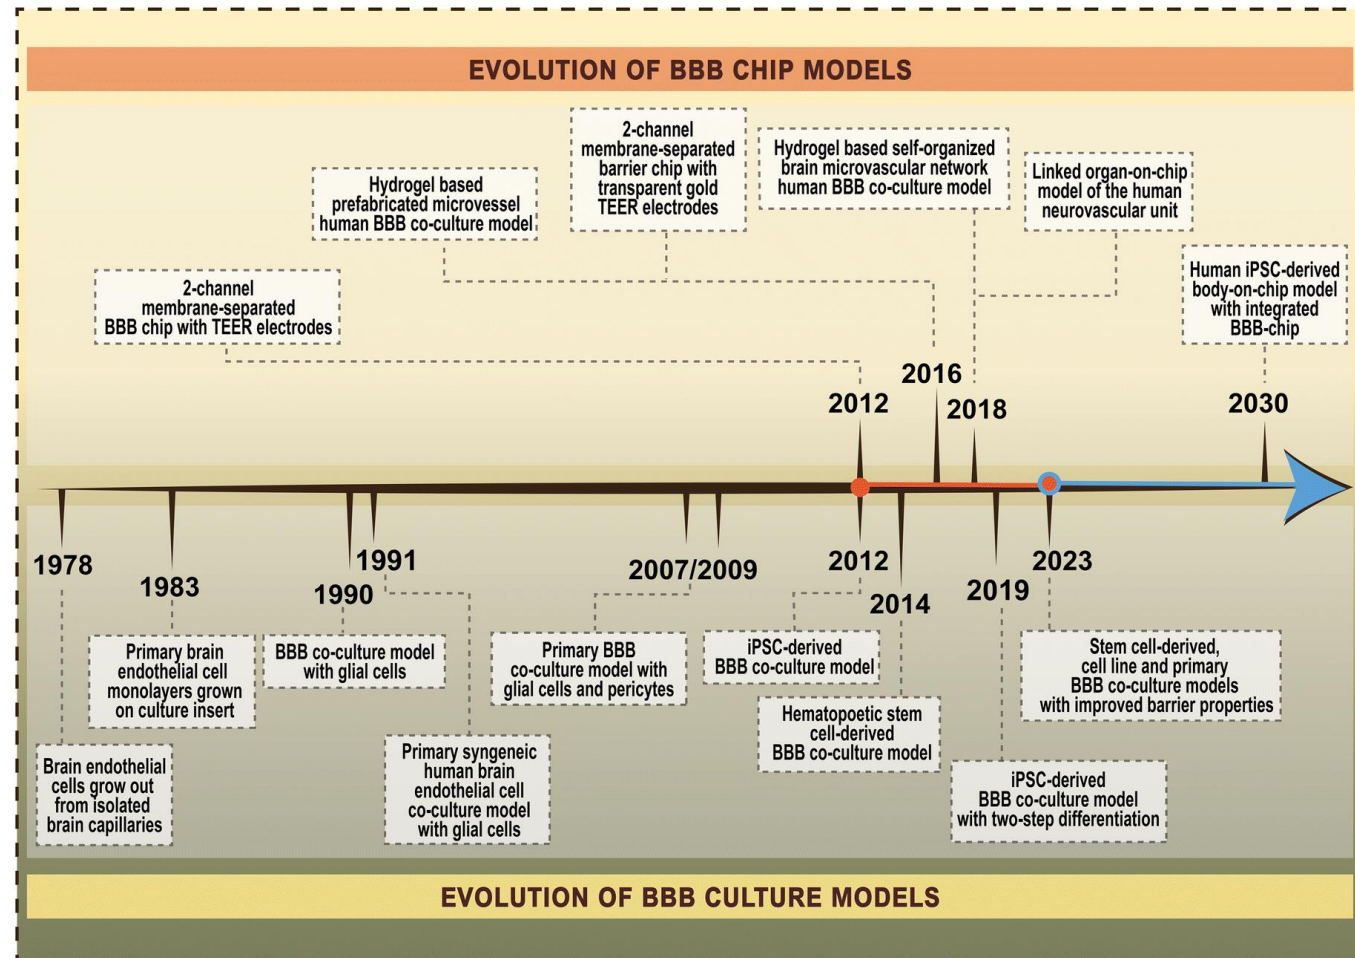 EVOLUTION OF BBB CHIP MODELS
2-channel
membrane-separated
barrier chip with
transparent gold
TEER electrodes
Hydrogel based self-organized
brain microvascular network
human BBB co-culture model
Linked organ-on-chip
model of the human
neurovascular unit
Hydrogel based
prefabricated microvessel
human BBB co-culture model
Human iPSC-derived
body-on-chip model
with integrated
BBB-chip
2-channel
membrane-separated
BBB chip with TEER electrodes
2016
2012
2018
2030
1978
1983
1990
1991
2007/2009
2012
2014
2019
2023
Primary brain
endothelial cell
monolayers grown
on culture insert
BBB co-culture model
with glial cells
Primary BBB
co-culture model with
glial cells and pericytes
iPSC-derived
BBB co-culture model
Stem cell-derived,
cell line and primary
BBB co-culture models
with improved barrier properties
Hematopoetic stem
cell-derived
BBB co-culture model
Brain endothelial
cells grow out
from isolated
brain capillaries
Primary syngeneic
human brain
endothelial cell
co-culture model
with glial cells
iPSC-derived
BBB co-culture model
with two-step differentiation
EVOLUTION OF BBB CULTURE MODELS